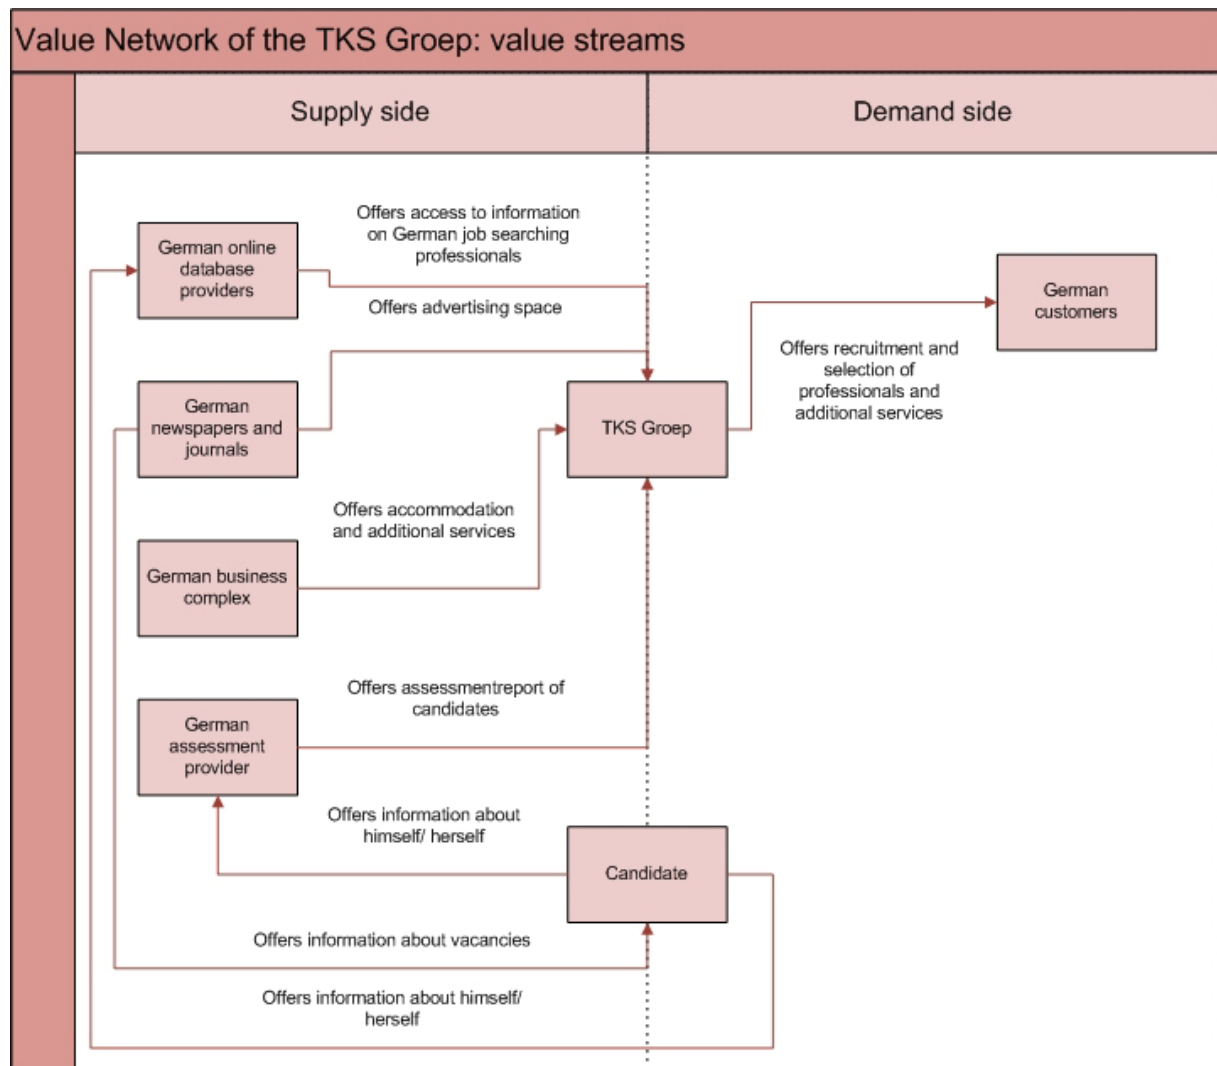 Value Network of the TKS Groep: value streams
Supply side
Demand side
Offers access to information
on German job searching
professionals
German online
database
providers
Offers advertising space
German
customers
Offers recruitment and
selection of
professionals and
additional services
German
newspapers and
journals
TKS Groep
Offers accommodation
and additional services
German business
complex
Offers assessmentreport of
candidates
German
assessment
provider
Offers information about
himself/ herself
Candidate
Offers information about vacancies
Offers information about himself/
herself